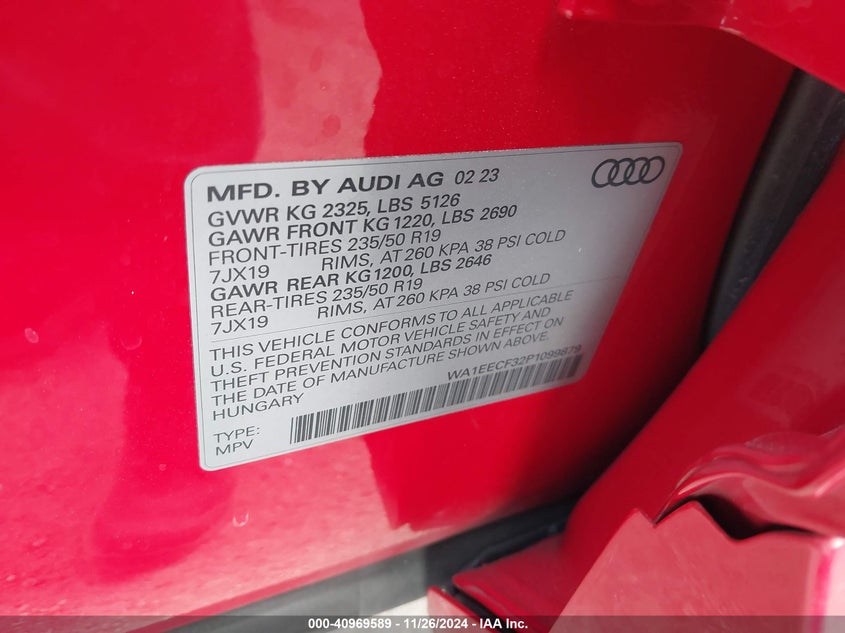 MFD. BY AUDI AG 02 23
GVWR KG 2325, LBS 5126
GAWR FRONT KG 1220, LBS 2690
FRONT-TIRES 235/50 R19
7JX19 RIMS, AT 260 KPA 38 PSI COLD
GAWR REAR KG 1200, LBS 2646
REAR-TIRES 235/50 R19
7JX19 RIMS, AT 260 KPA 38 PSI COLD
THIS VEHICLE CONFORMS TO ALL APPLICABLE
U.S. FEDERAL MOTOR VEHICLE SAFETY AND
THEFT PREVENTION STANDARDS IN EFFECT ON
THE DATE OF MANUFACTURE SHOWN ABOVE.
HUNGARY
WA1EECF32P1099879
TYPE:
MPV
000-40969589 - 11/26/2024 - IAA Inc.